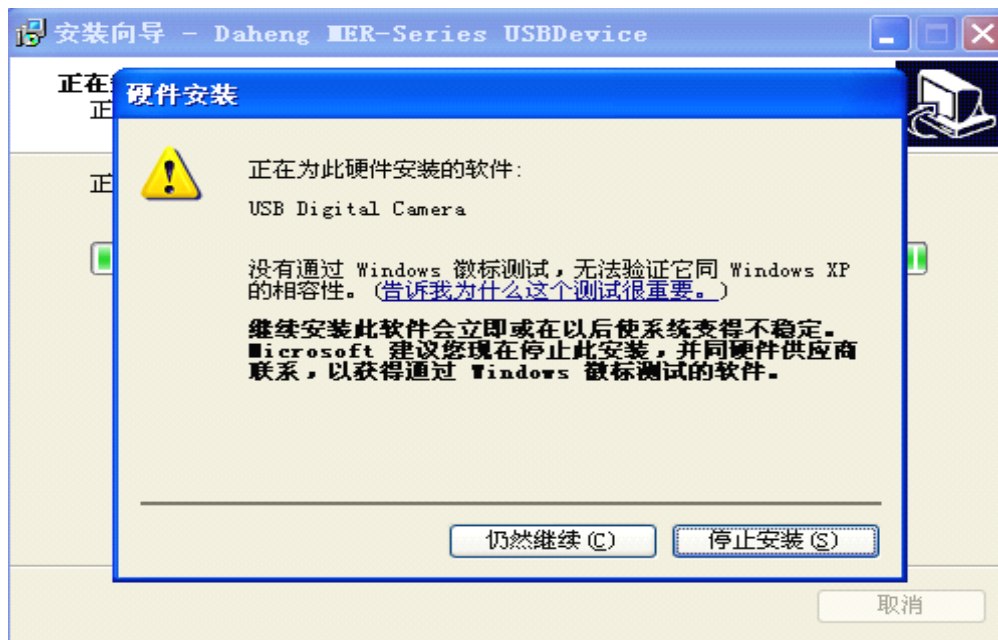 安装向导 - Daheng MER-Series USBDevice
正在
正
硬件安装
正在为此硬件安装的软件:
USB Digital Camera
没有通过 Windows 徽标测试，无法验证它同 Windows XP
的相容性。(告诉我为什么这个测试很重要。)
继续安装此软件会立即或在以后使系统变得不稳定。
Microsoft 建议您现在停止此安装，并同硬件供应商
联系，以获得通过 Windows 徽标测试的软件。
正
仍然继续(C)
停止安装(S)
取消